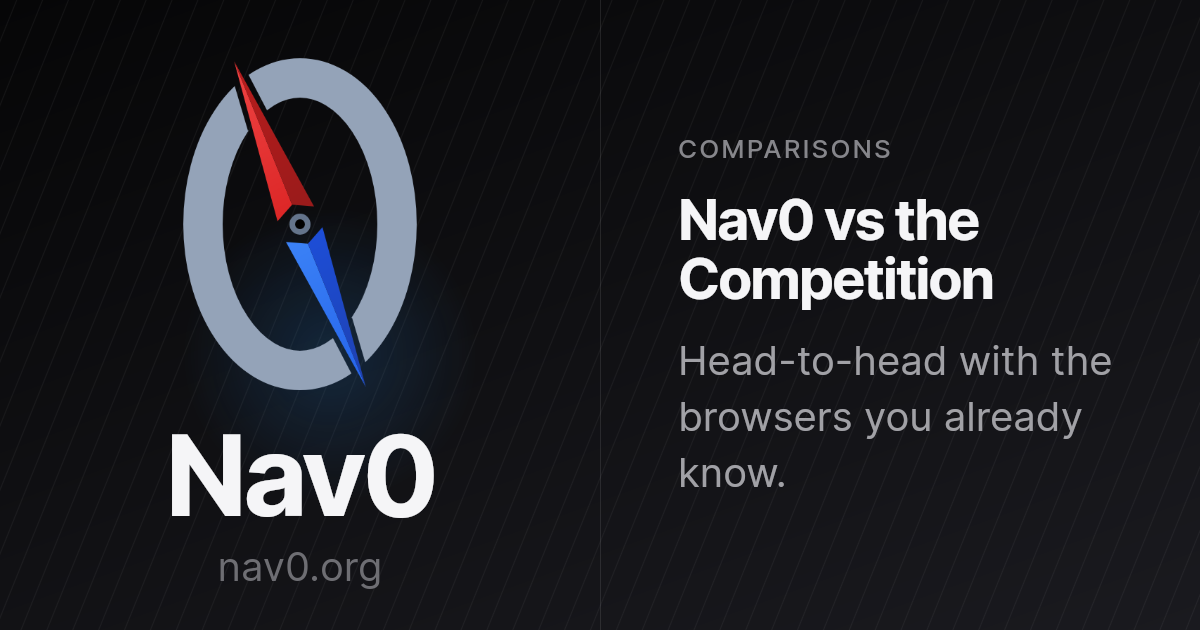 Nav0
nav0.org
COMPARISONS
Nav0 vs the
Competition
Head-to-head with the
browsers you already
know.